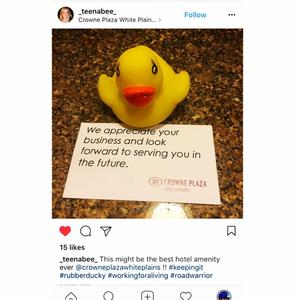 _teenabee_
Crowne Plaza White Plain...
Follow
...
We appreciate your
business and look
forward to serving you in
the future.
CROWNE PLAZA
15 likes
_teenabee_ This might be the best hotel amenity
ever @crowneplazawhiteplains !! #keepingit
#rubberducky #workingforaliving #roadwarrior